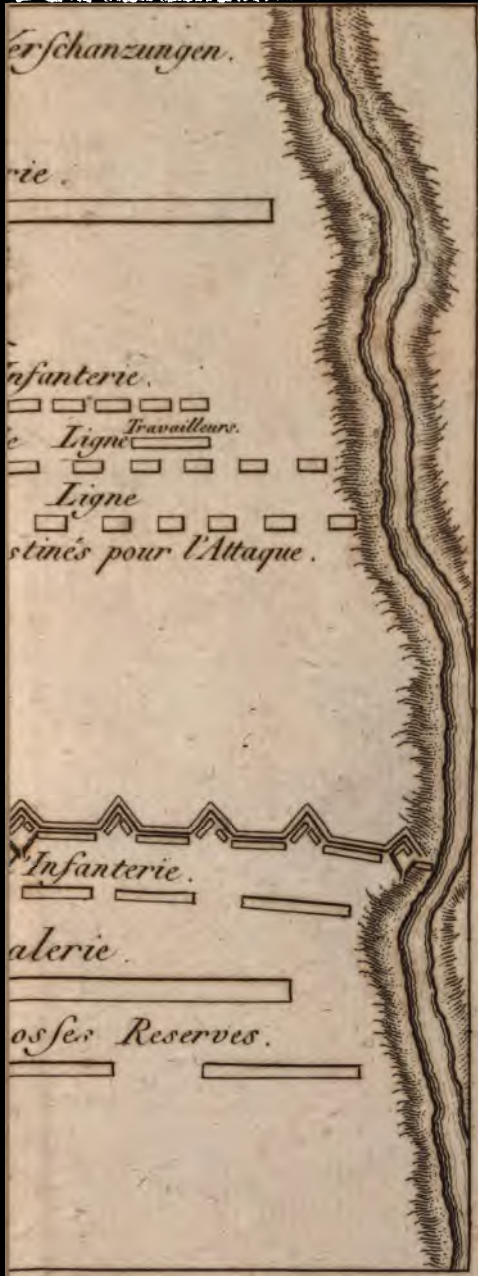 erschanzungen.
rie.
nfanterie.
e Ligne Travailleurs.
Ligne
stinés pour l'Attaque.
l'Infanterie.
alerie.
osses Reserves.